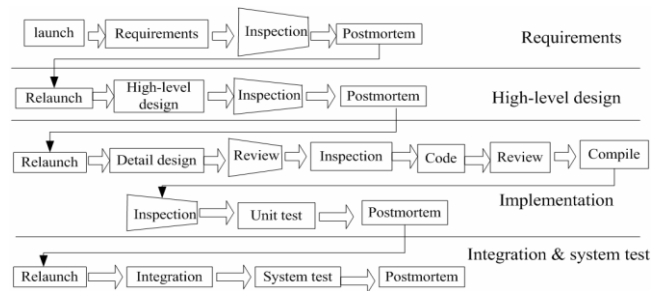 launch
Requirements
Inspection
Postmortem
Requirements
Relaunch
High-level
design
Inspection
Postmortem
High-level design
Relaunch
Detail design
Review
Inspection
Code
Review
Compile
Implementation
Inspection
Unit test
Postmortem
Integration & system test
Relaunch
Integration
System test
Postmortem